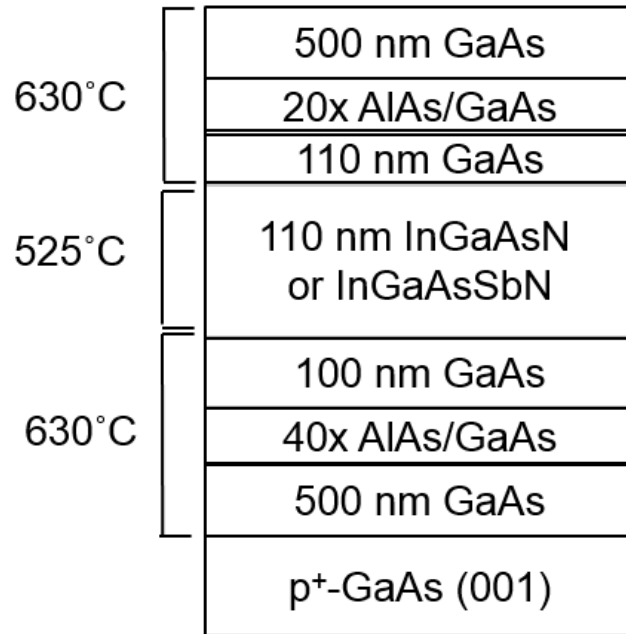 500 nm GaAs
630°C
20x AlAs/GaAs
110 nm GaAs
525°C
110 nm InGaAsN
or InGaAsSbN
100 nm GaAs
630°C
40x AlAs/GaAs
500 nm GaAs
p⁺-GaAs (001)